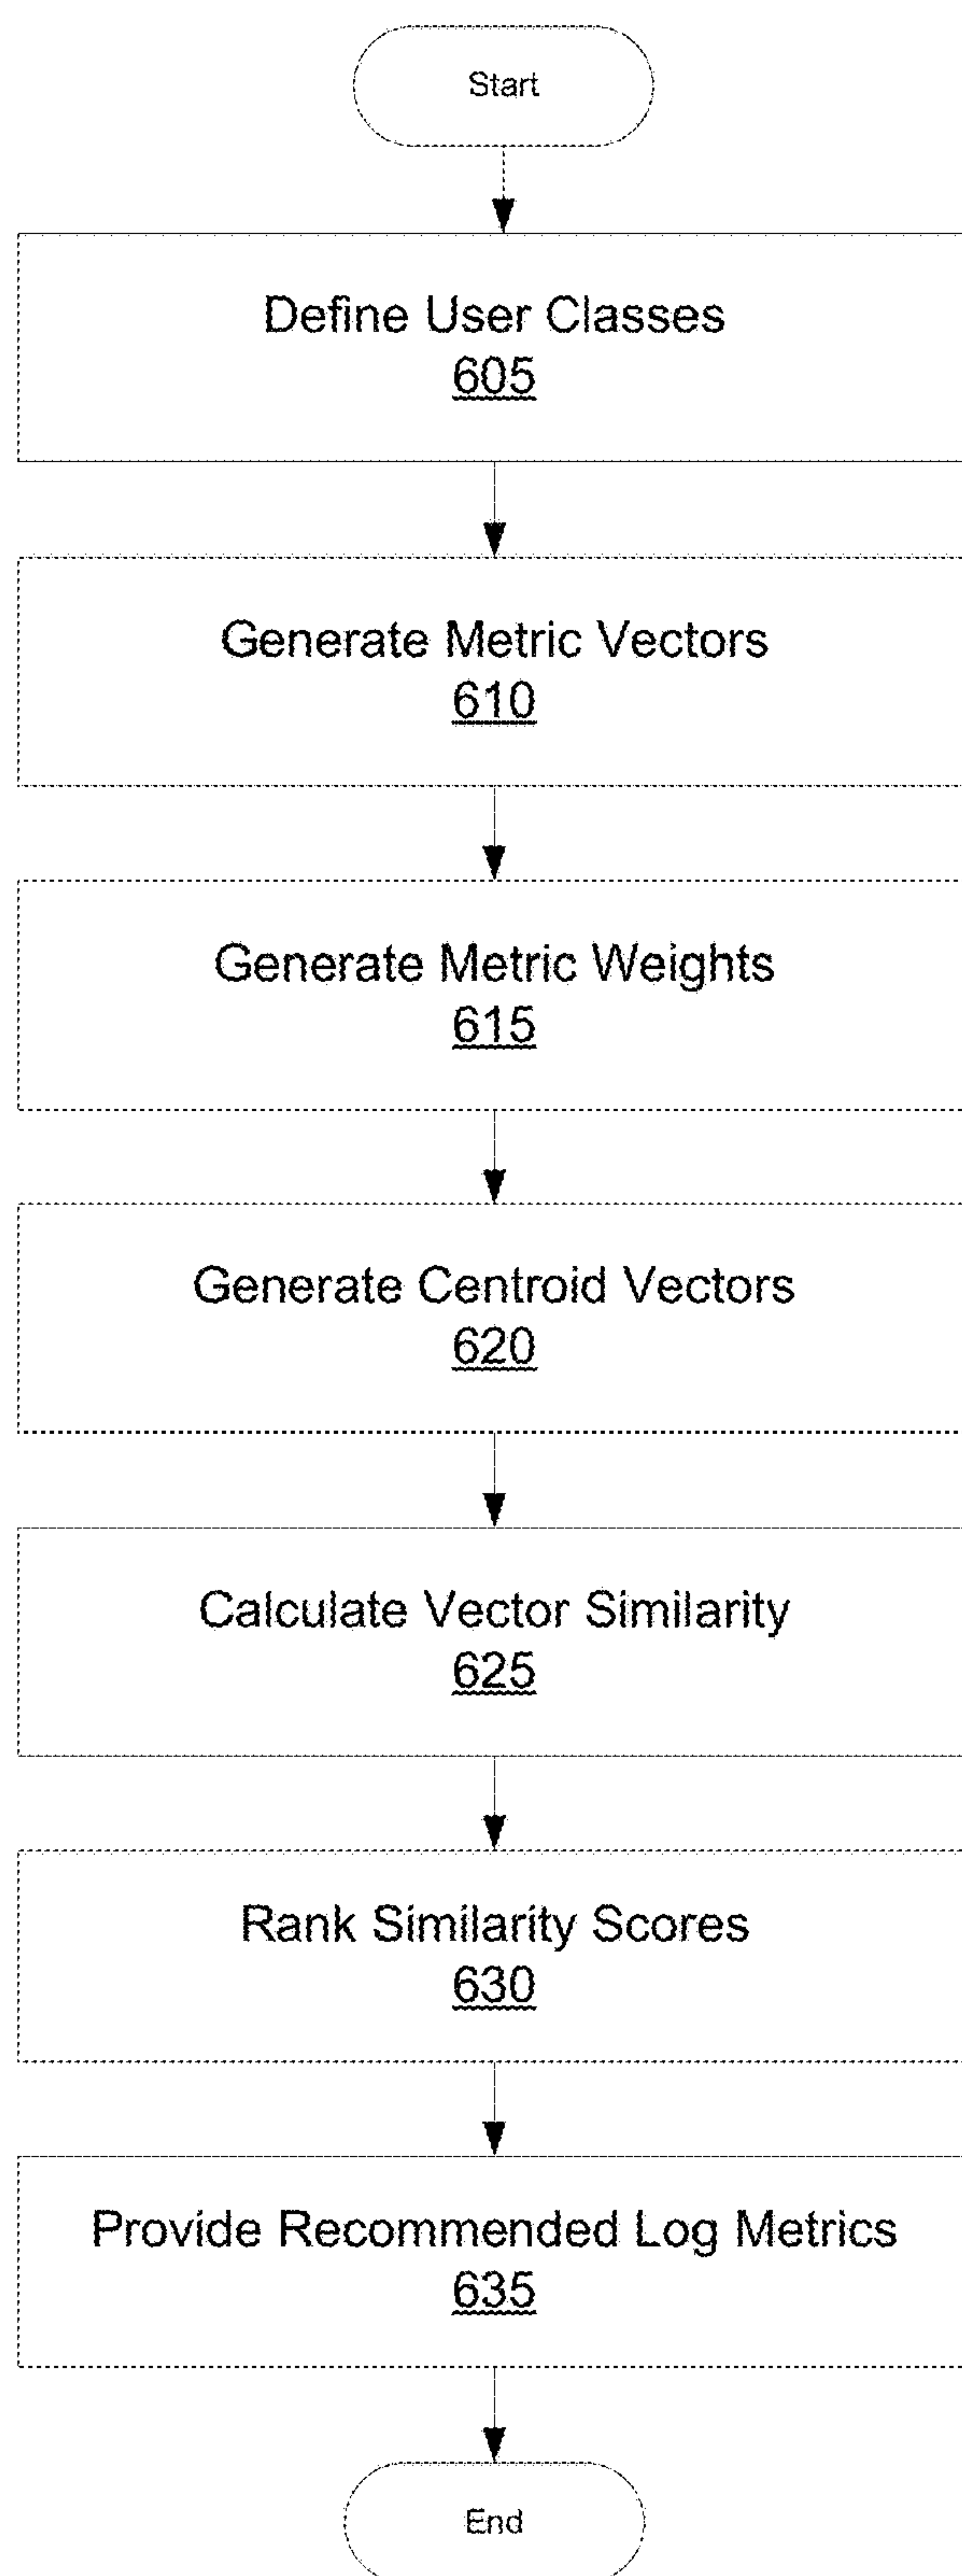 Start
Define User Classes
605
Generate Metric Vectors
610
Generate Metric Weights
615
Generate Centroid Vectors
620
Calculate Vector Similarity
625
Rank Similarity Scores
630
Provide Recommended Log Metrics
635
End